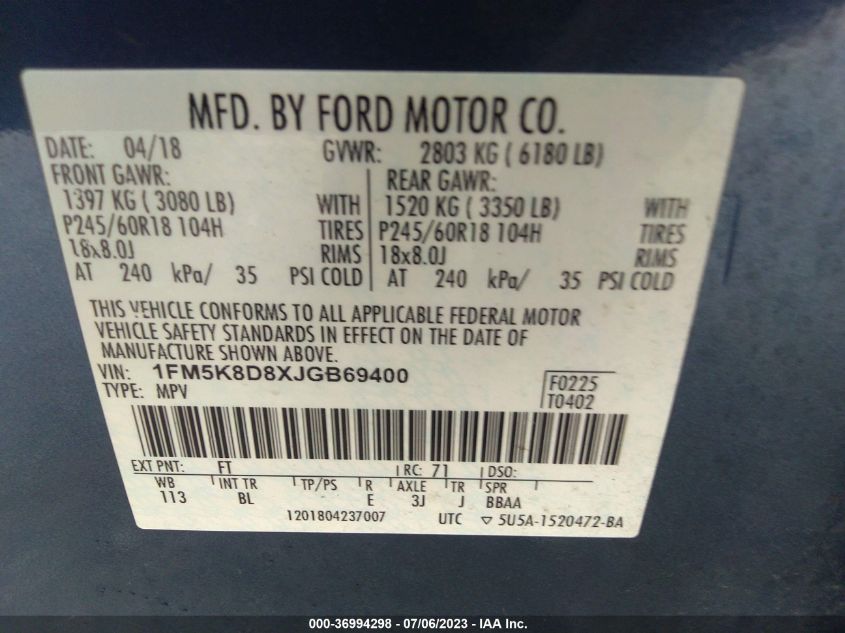 MFD. BY FORD MOTOR CO.
DATE: 04/18 GVWR: 2803 KG ( 6180 LB)
FRONT GAWR: REAR GAWR:
1397 KG ( 3080 LB) WITH 1520 KG ( 3350 LB) WITH
P245/60R18 104H TIRES P245/60R18 104H TIRES
18x8.0J RIMS 18x8.0J RIMS
AT 240 kPa/ 35 PSI COLD AT 240 kPa/ 35 PSI COLD
THIS VEHICLE CONFORMS TO ALL APPLICABLE FEDERAL MOTOR
VEHICLE SAFETY STANDARDS IN EFFECT ON THE DATE OF
MANUFACTURE SHOWN ABOVE.
VIN: 1FM5K8D8XJGB69400 F0225
TYPE: MPV T0402
EXT PNT: FT RC: 71 DSO:
WB INT TR TP/PS R AXLE TR SPR
113 BL E 3J J BBAA
1201804237007 UTC ▽ 5U5A-1520472-BA
000-36994298 - 07/06/2023 - IAA Inc.